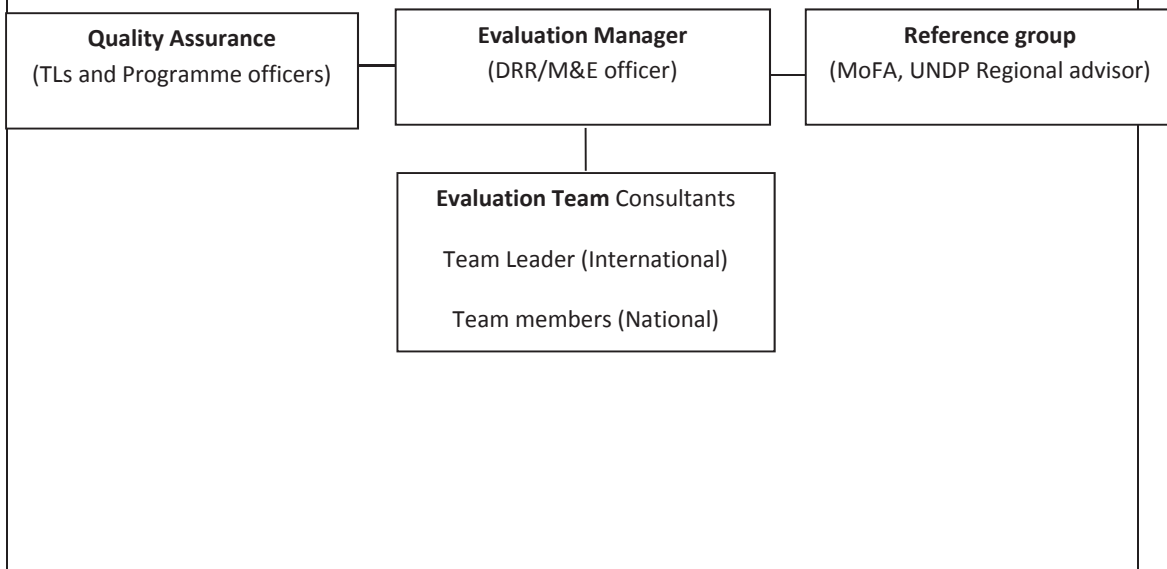 Quality Assurance
(TLs and Programme officers)
Evaluation Manager
(DRR/M&E officer)
Reference group
(MoFA, UNDP Regional advisor)
Evaluation Team Consultants
Team Leader (International)
Team members (National)